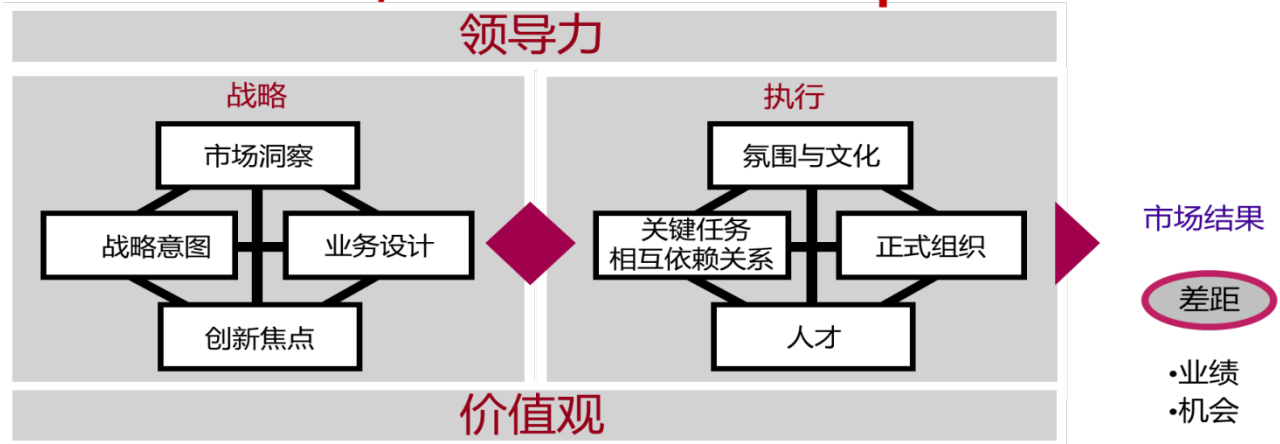 领导力
战略
市场洞察
战略意图
业务设计
创新焦点
执行
氛围与文化
关键任务
相互依赖关系
正式组织
人才
市场结果
差距
•业绩
•机会
价值观